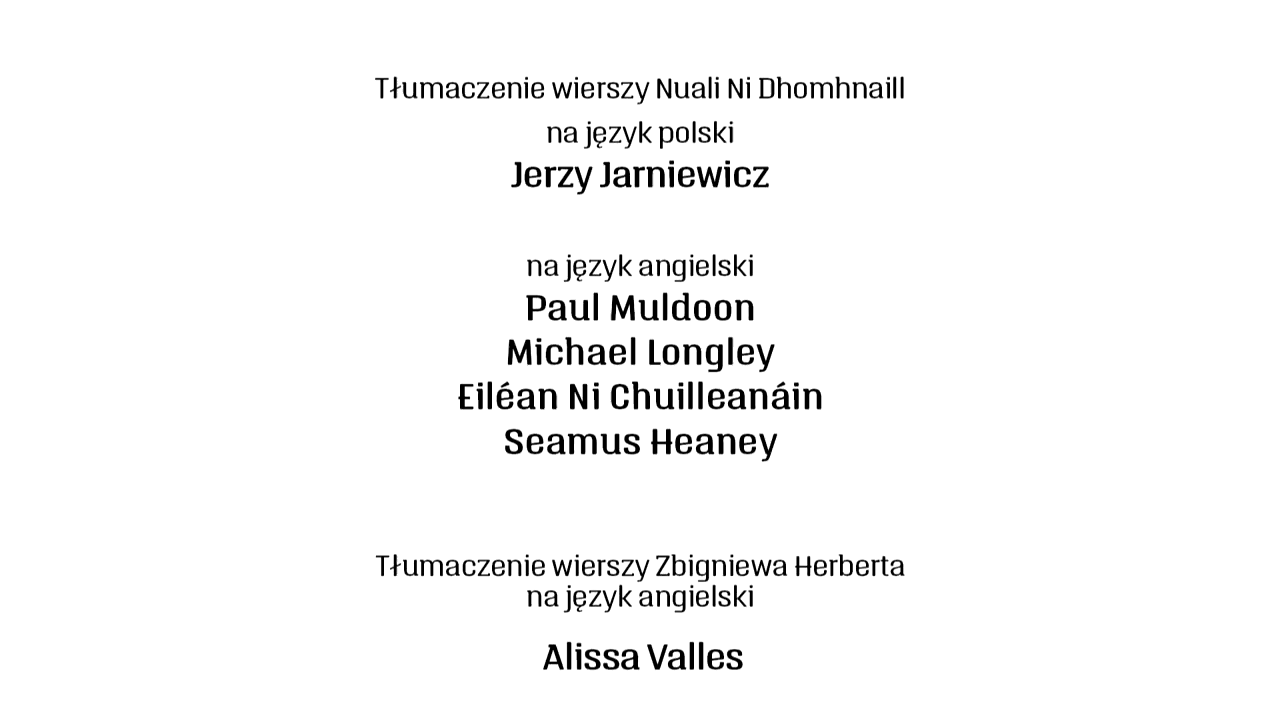 Tłumaczenie wierszy Nuali Ni Dhomhnaill
na język polski
Jerzy Jarniewicz
na język angielski
Paul Muldoon
Michael Longley
Eiléan Ni Chuilleanáin
Seamus Heaney
Tłumaczenie wierszy Zbigniewa Herberta
na język angielski
Alissa Valles